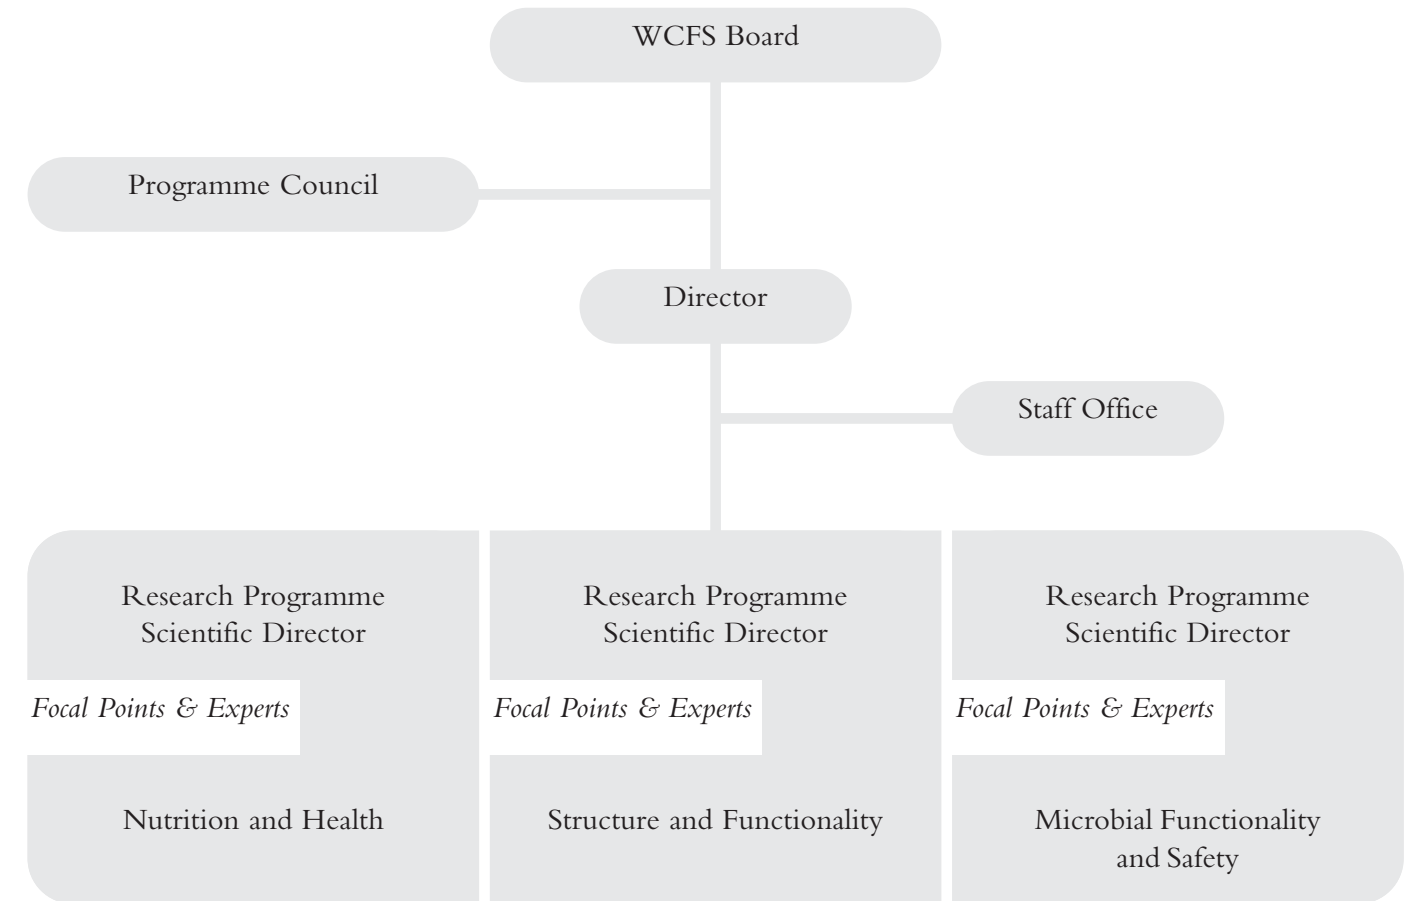 WCFS Board
Programme Council
Director
Staff Office
Research Programme
Scientific Director
Focal Points & Experts
Nutrition and Health
Research Programme
Scientific Director
Focal Points & Experts
Structure and Functionality
Research Programme
Scientific Director
Focal Points & Experts
Microbial Functionality
and Safety